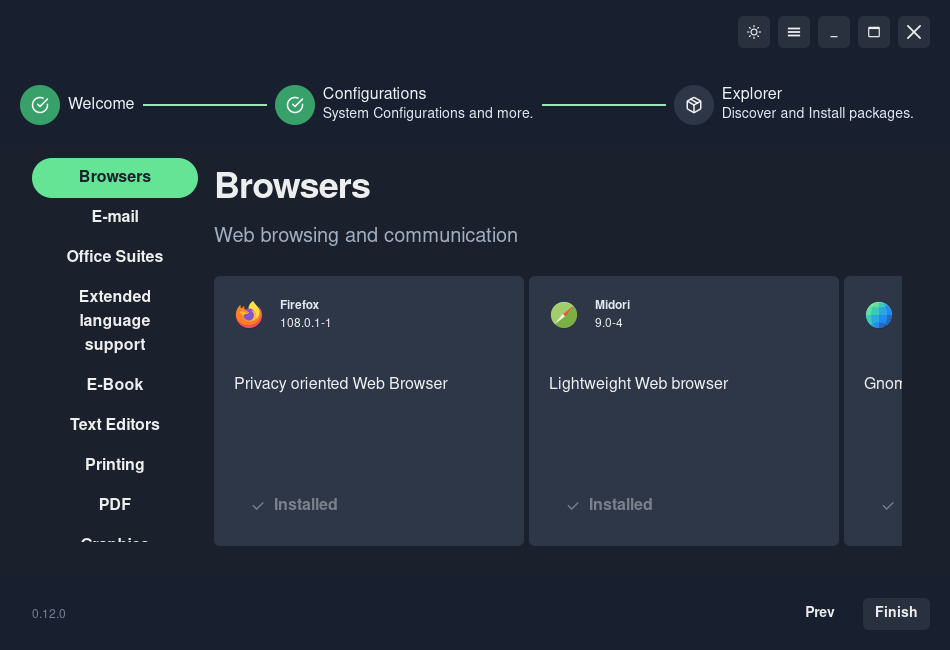 Welcome
Configurations
System Configurations and more.
Explorer
Discover and Install packages.
Browsers
E-mail
Office Suites
Extended
language
support
E-Book
Text Editors
Printing
PDF
Graphics
Browsers
Web browsing and communication
Firefox
108.0.1-1
Privacy oriented Web Browser
Installed
Midori
9.0-4
Lightweight Web browser
Installed
Gnom
0.12.0
Prev
Finish